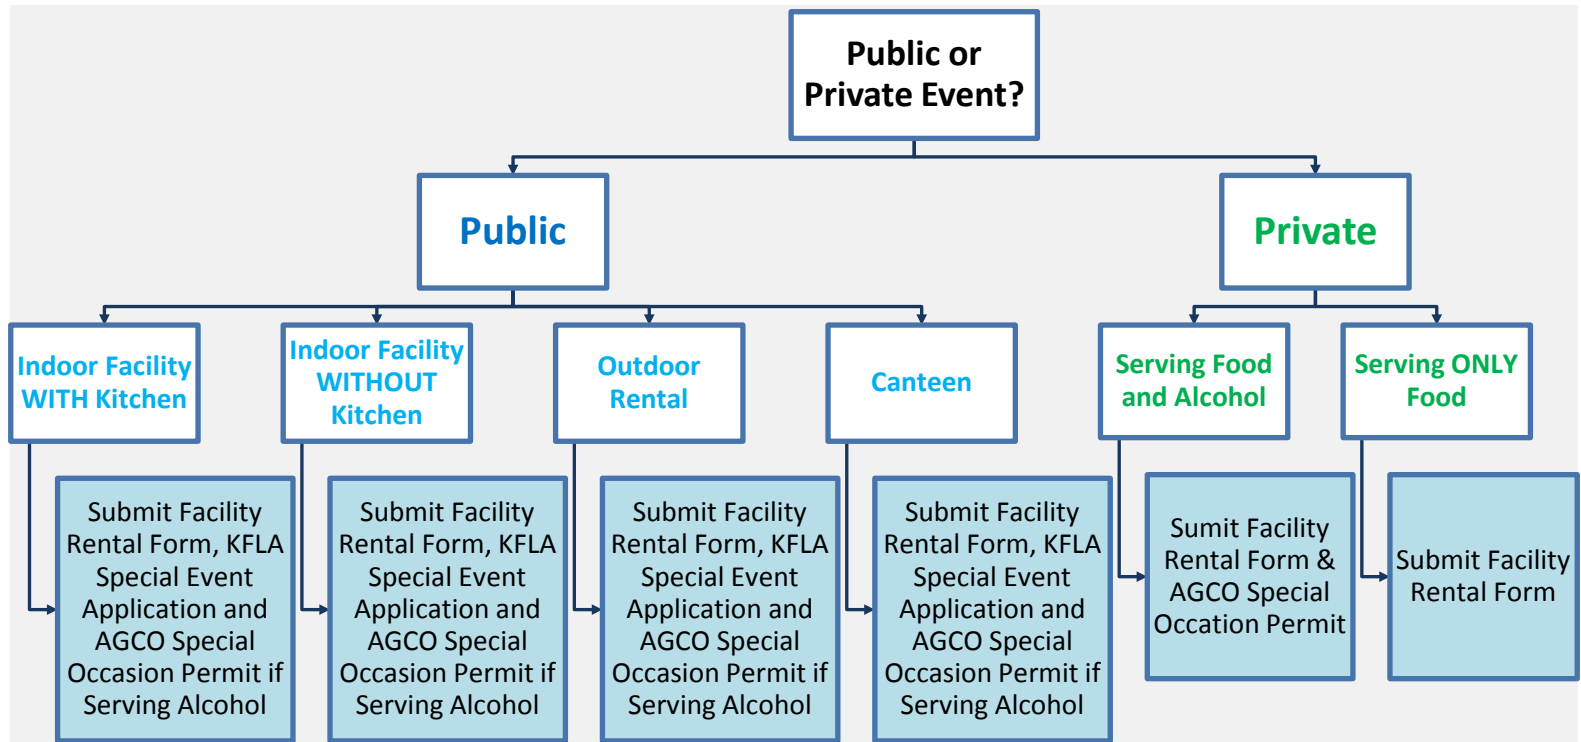 Public or
Private Event?
Public
Private
Indoor Facility
WITH Kitchen
Indoor Facility
WITHOUT
Kitchen
Outdoor
Rental
Canteen
Serving Food
and Alcohol
Serving ONLY
Food
Submit Facility
Rental Form, KFLA
Special Event
Application and
AGCO Special
Occasion Permit if
Serving Alcohol
Submit Facility
Rental Form, KFLA
Special Event
Application and
AGCO Special
Occasion Permit if
Serving Alcohol
Submit Facility
Rental Form, KFLA
Special Event
Application and
AGCO Special
Occasion Permit if
Serving Alcohol
Submit Facility
Rental Form, KFLA
Special Event
Application and
AGCO Special
Occasion Permit if
Serving Alcohol
Sumit Facility
Rental Form &
AGCO Special
Occation Permit
Submit Facility
Rental Form